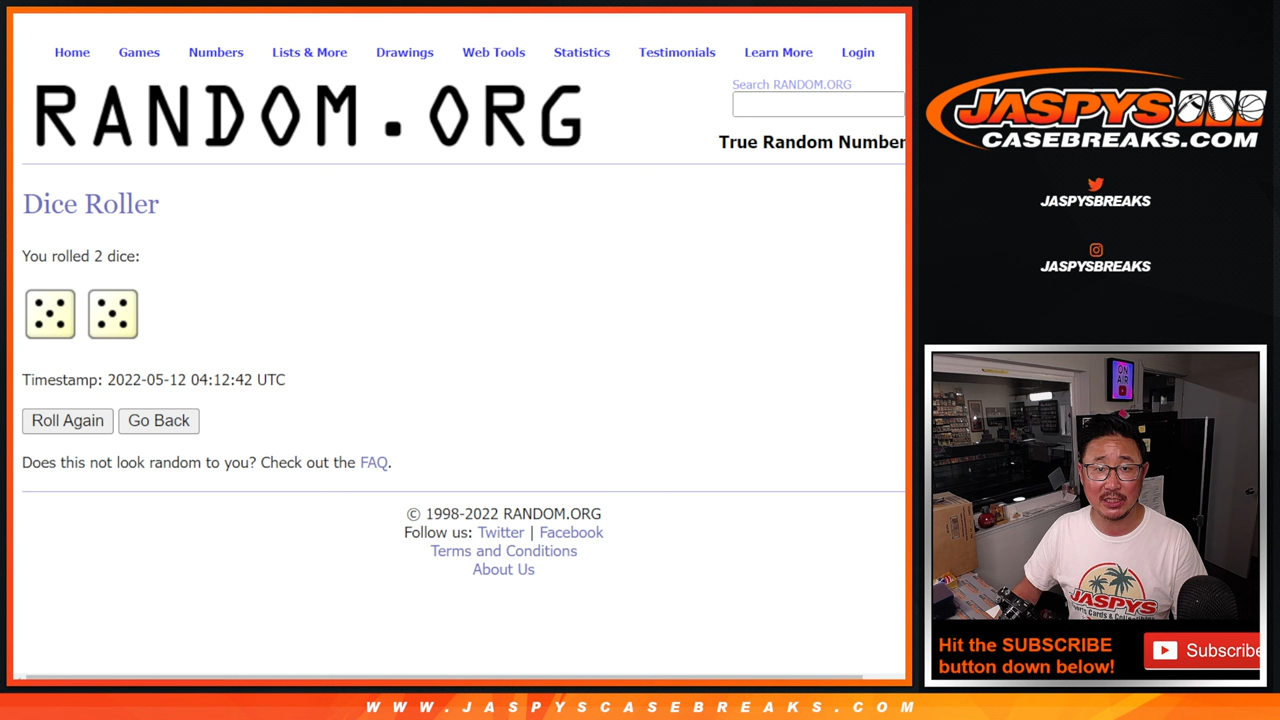 Home Games Numbers Lists & More Drawings Web Tools Statistics Testimonials Learn More Login
RANDOM.ORG
Search RANDOM.ORG
True Random Number
Dice Roller
You rolled 2 dice:
Timestamp: 2022-05-12 04:12:42 UTC
Roll Again Go Back
Does this not look random to you? Check out the FAQ.
© 1998-2022 RANDOM.ORG
Follow us: Twitter | Facebook
Terms and Conditions
About Us
JASPYS
CASEBREAKS.COM
JASPYSBREAKS
JASPYSBREAKS
ON
AIR
JASPYS
Hit the SUBSCRIBE
button down below!
Subscribe
WWW.JASPYSCASEBREAKS.COM